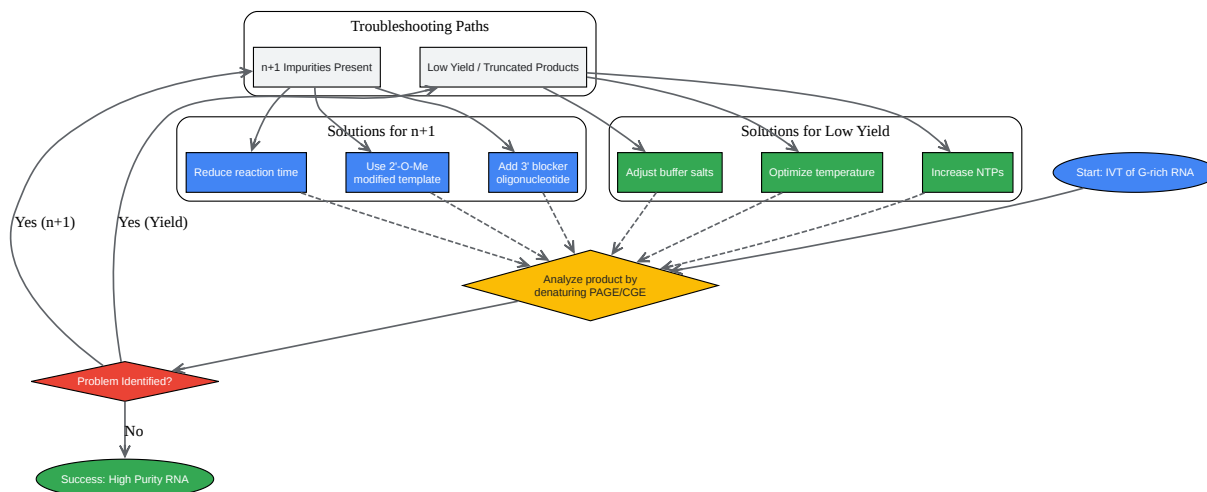 Troubleshooting Paths
n+1 Impurities Present
Low Yield / Truncated Products
Solutions for n+1
Solutions for Low Yield
Reduce reaction time
Use 2'-O-Me
modified template
Add 3' blocker
oligonucleotide
Adjust buffer salts
Optimize temperature
Increase NTPs
Start: IVT of G-rich RNA
Yes (n+1)
Yes (Yield)
Analyze product by
denaturing PAGE/CGE
Problem Identified?
No
Success: High Purity RNA